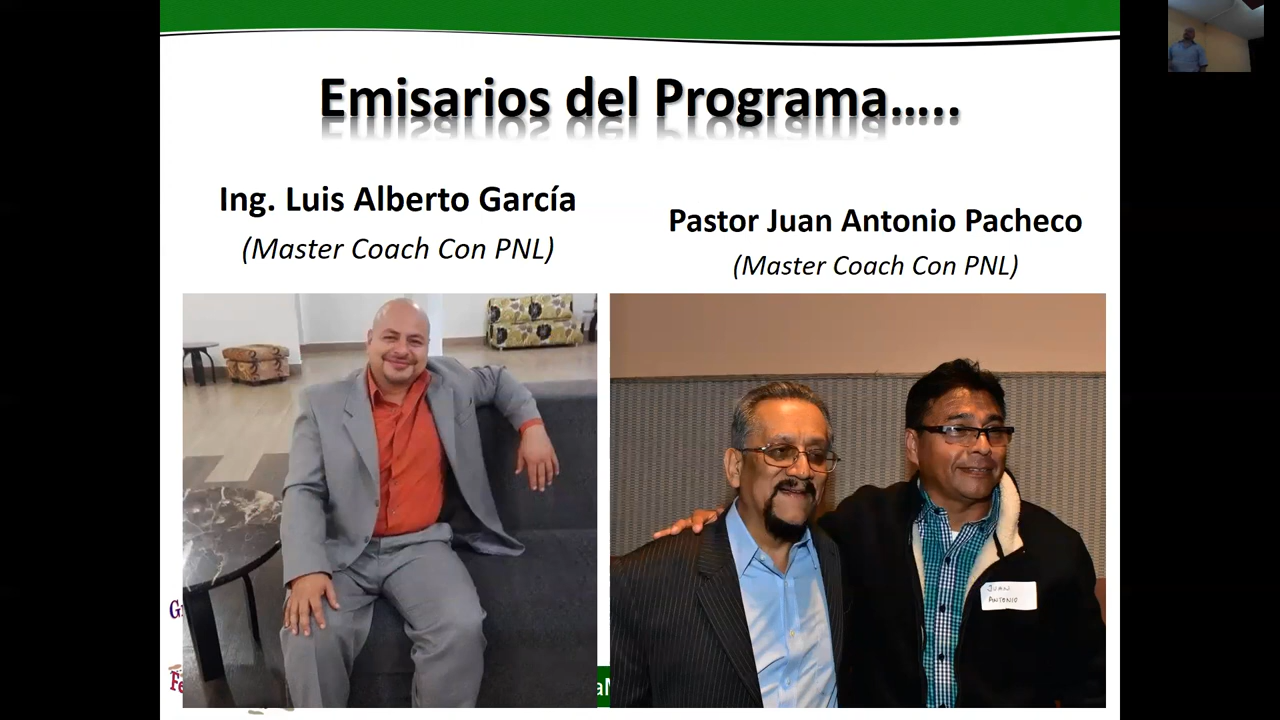 Emisarios del Programa…..
Ing. Luis Alberto García
(Master Coach Con PNL)
Pastor Juan Antonio Pacheco
(Master Coach Con PNL)
JUAN
ANTONIO